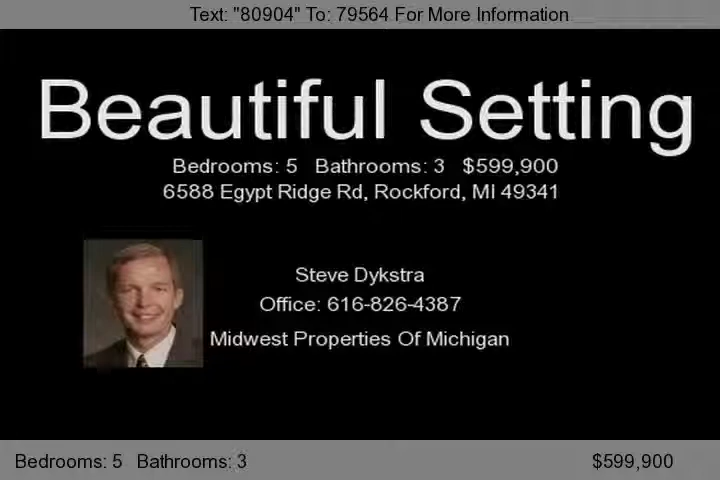 Text: "80904" To: 79564 For More Information
Beautiful Setting
Bedrooms: 5 Bathrooms: 3 $599,900
6588 Egypt Ridge Rd, Rockford, MI 49341
Steve Dykstra
Office: 616-826-4387
Midwest Properties Of Michigan
Bedrooms: 5 Bathrooms: 3 $599,900